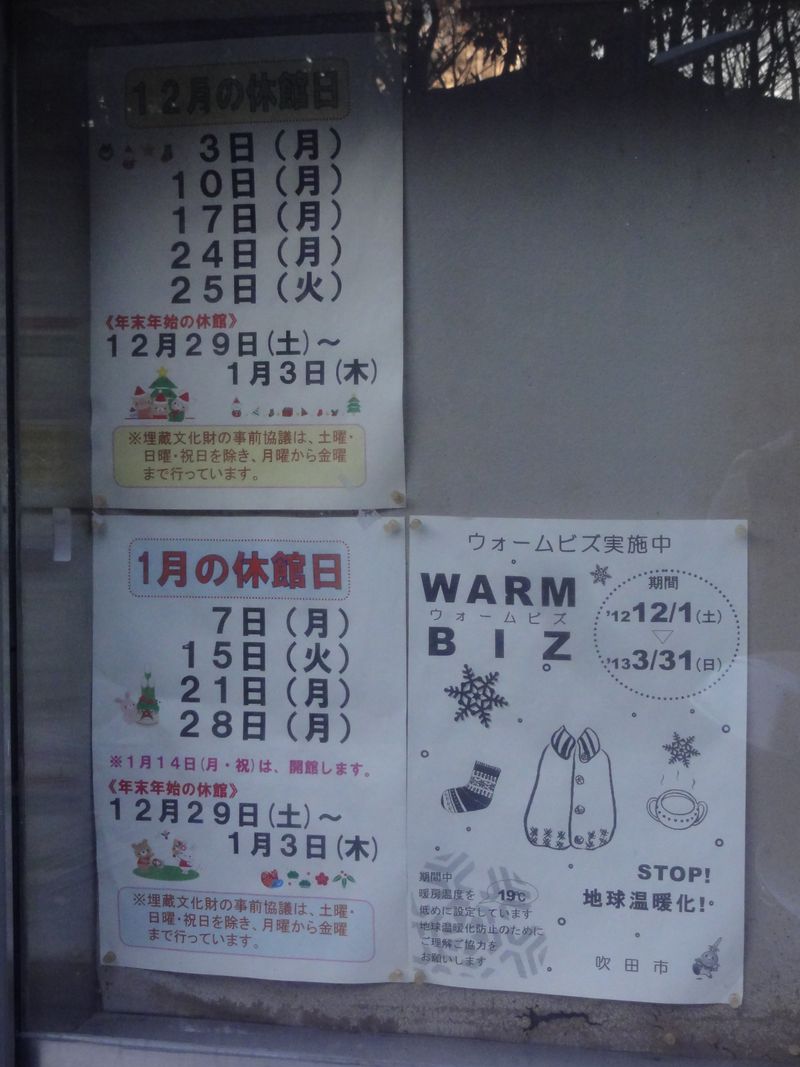 12月の休館日
3日（月）
10日（月）
17日（月）
24日（月）
25日（火）
《年末年始の休館》
12月29日(土)～
1月3日(木)
※埋蔵文化財の事前協議は、土曜・
日曜・祝日を除き、月曜から金曜
まで行っています。
1月の休館日
7日（月）
15日（火）
21日（月）
28日（月）
※1月14日(月・祝)は、開館します。
《年末年始の休館》
12月29日(土)～
1月3日(木)
※埋蔵文化財の事前協議は、土曜・
日曜・祝日を除き、月曜から金曜
まで行っています。
ウォームビズ実施中
WARM
ウォームビズ
BIZ
期間
'12 12/1(土)
▽
'13 3/31(日)
STOP!
地球温暖化!
期間中
暖房温度を 19℃
低めに設定しています
地球温暖化防止のために
ご理解ご協力を
お願いします
吹田市